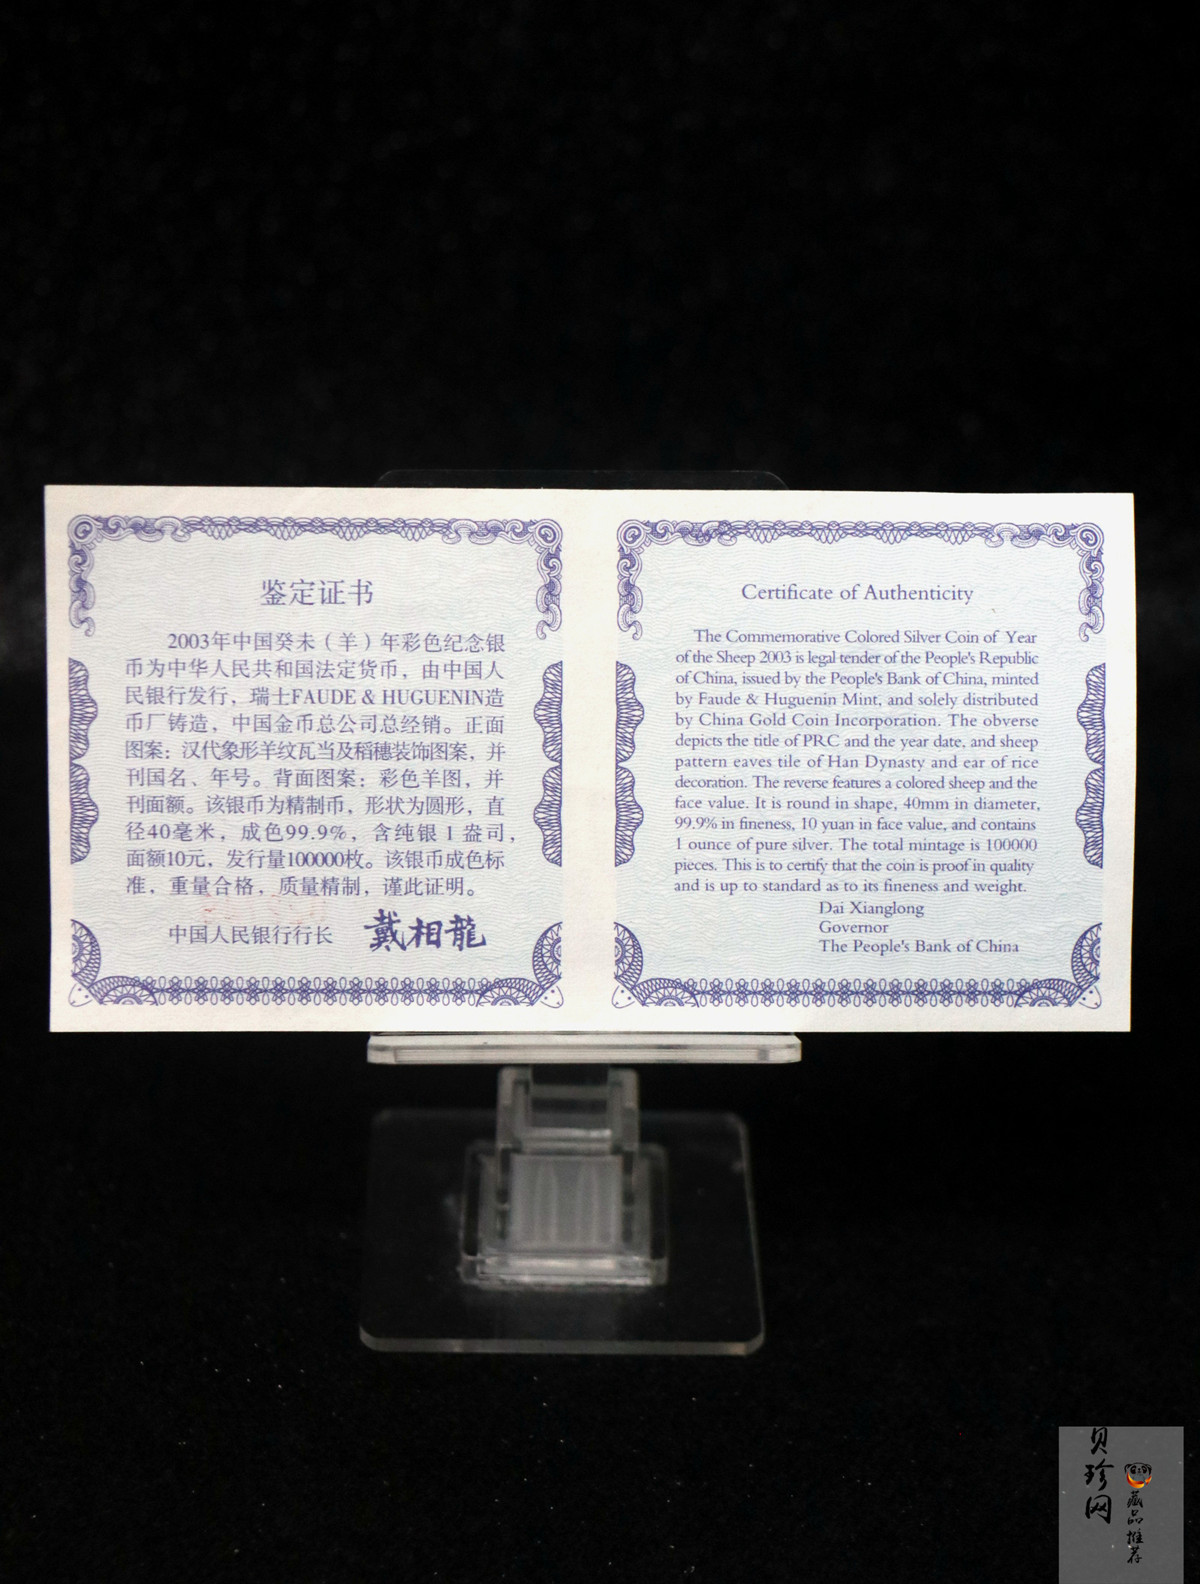 鉴定证书
2003年中国癸未（羊）年彩色纪念银
币为中华人民共和国法定货币，由中国人
民银行发行，瑞士FAUDE & HUGUENIN造
币厂铸造，中国金币总公司总经销。正面
图案：汉代象形羊纹瓦当及稻穗装饰图案，并
刊国名、年号。背面图案：彩色羊图，并
刊面额。该银币为精制币，形状为圆形，直
径40毫米，成色99.9%，含纯银1盎司，
面额10元，发行量100000枚。该银币成色标
准，重量合格，质量精制，谨此证明。
中国人民银行行长 戴相龍
Certificate of Authenticity
The Commemorative Colored Silver Coin of Year
of the Sheep 2003 is legal tender of the People's Republic
of China, issued by the People's Bank of China, minted
by Faude & Huguenin Mint, and solely distributed
by China Gold Coin Incorporation. The obverse
depicts the title of PRC and the year date, and sheep
pattern eaves tile of Han Dynasty and ear of rice
decoration. The reverse features a colored sheep and the
face value. It is round in shape, 40mm in diameter,
99.9% in fineness, 10 yuan in face value, and contains
1 ounce of pure silver. The total mintage is 100000
pieces. This is to certify that the coin is proof in quality
and is up to standard as to its fineness and weight.
Dai Xianglong
Governor
The People's Bank of China
贝珍网
藏品推荐